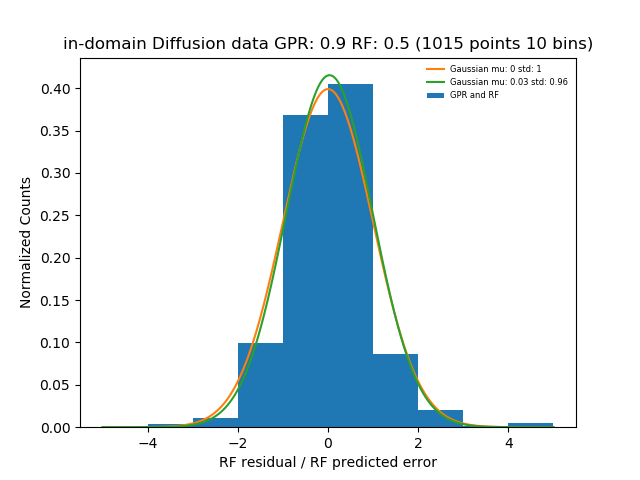 in-domain Diffusion data GPR: 0.9 RF: 0.5 (1015 points 10 bins)
Gaussian mu: 0 std: 1
Gaussian mu: 0.03 std: 0.96
GPR and RF
Normalized Counts
0.40
0.35
0.30
0.25
0.20
0.15
0.10
0.05
0.00
−4 −2 0 2 4
RF residual / RF predicted error